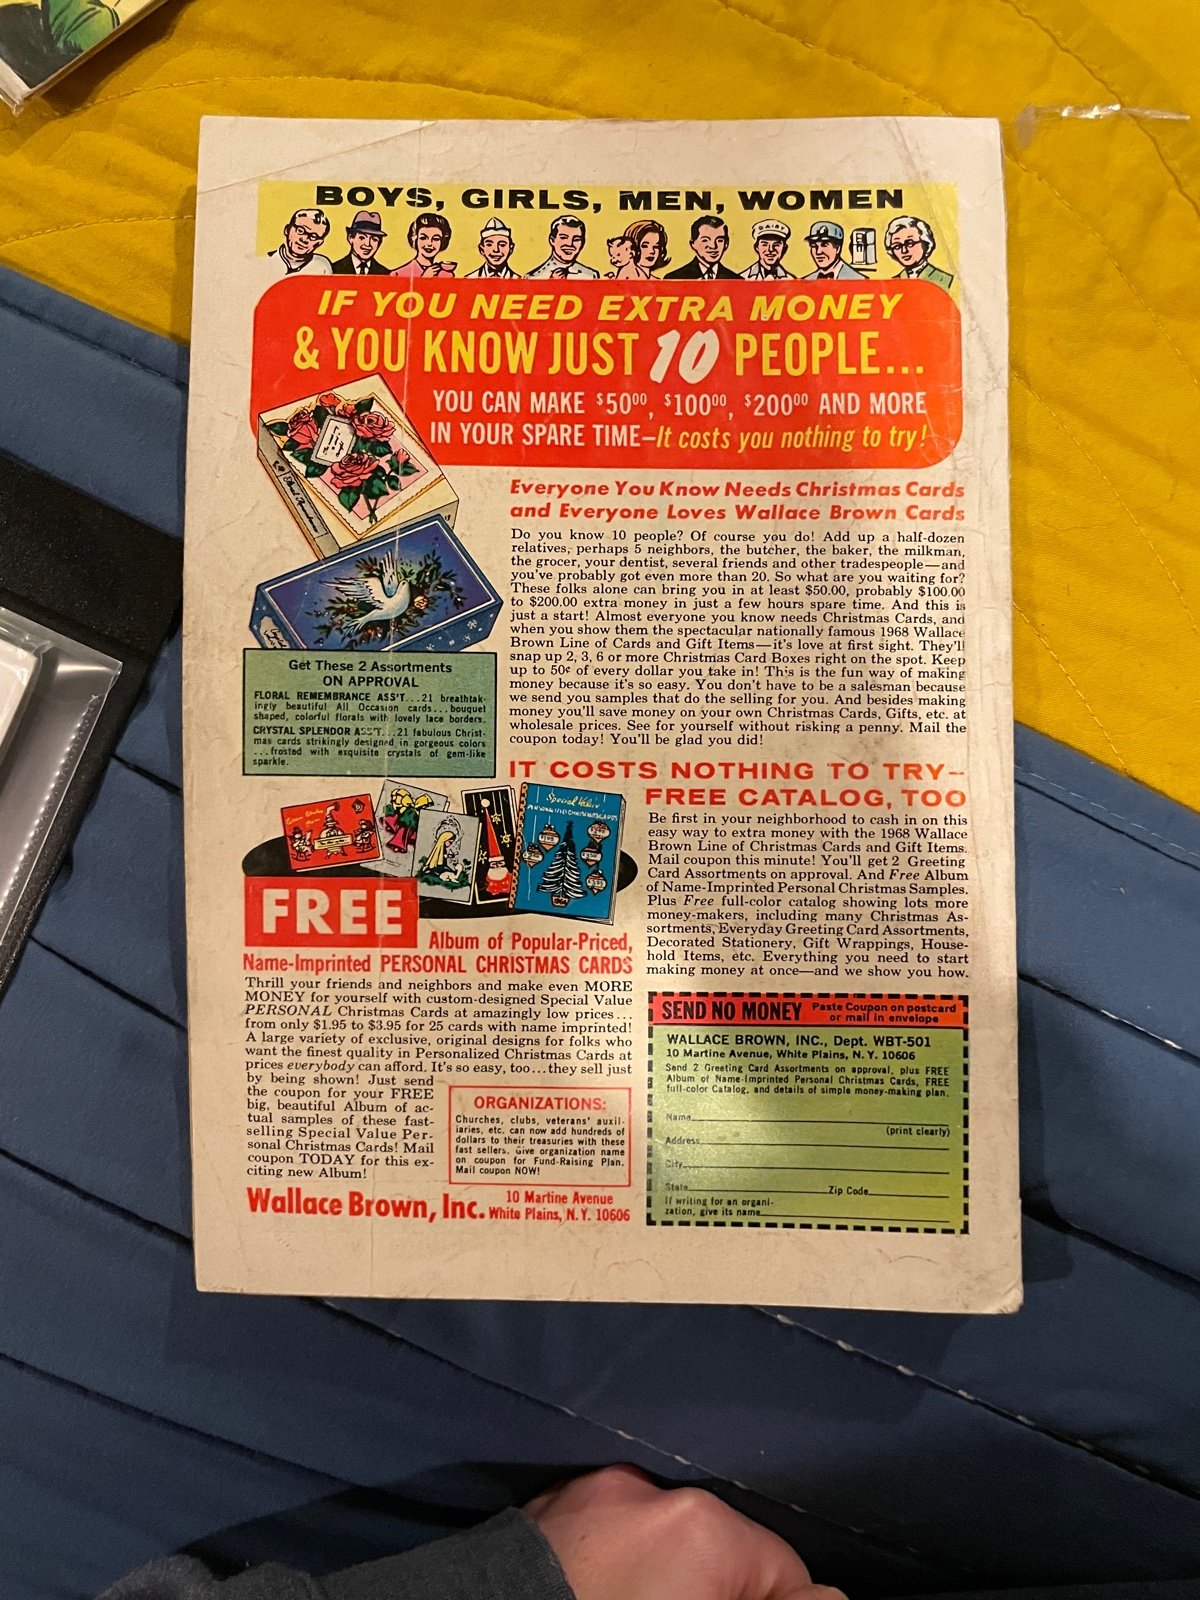 BOYS, GIRLS, MEN, WOMEN
DAIRY
IF YOU NEED EXTRA MONEY
& YOU KNOW JUST 10 PEOPLE...
YOU CAN MAKE $50⁰⁰, $100⁰⁰, $200⁰⁰ AND MORE
IN YOUR SPARE TIME—It costs you nothing to try!
Everyone You Know Needs Christmas Cards
and Everyone Loves Wallace Brown Cards
Do you know 10 people? Of course you do! Add up a half-dozen
relatives, perhaps 5 neighbors, the butcher, the baker, the milkman,
the grocer, your dentist, several friends and other tradespeople—and
you've probably got even more than 20. So what are you waiting for?
These folks alone can bring you in at least $50.00, probably $100.00
to $200.00 extra money in just a few hours spare time. And this is
just a start! Almost everyone you know needs Christmas Cards, and
when you show them the spectacular nationally famous 1968 Wallace
Brown Line of Cards and Gift Items—it's love at first sight. They'll
snap up 2, 3, 6 or more Christmas Card Boxes right on the spot. Keep
up to 50¢ of every dollar you take in! This is the fun way of making
money because it's so easy. You don't have to be a salesman because
we send you samples that do the selling for you. And besides making
money you'll save money on your own Christmas Cards, Gifts, etc. at
wholesale prices. See for yourself without risking a penny. Mail the
coupon today! You'll be glad you did!
Get These 2 Assortments
ON APPROVAL
FLORAL REMEMBRANCE ASS'T...21 breathtak-
ingly beautiful All Occasion cards...bouquet
shaped, colorful florals with lovely lace borders.
CRYSTAL SPLENDOR ASS'T...21 fabulous Christ-
mas cards strikingly designed in gorgeous colors
...frosted with exquisite crystals of gem-like
sparkle.
IT COSTS NOTHING TO TRY—
FREE CATALOG, TOO
Be first in your neighborhood to cash in on this
easy way to extra money with the 1968 Wallace
Brown Line of Christmas Cards and Gift Items.
Mail coupon this minute! You'll get 2 Greeting
Card Assortments on approval. And Free Album
of Name-Imprinted Personal Christmas Samples.
Plus Free full-color catalog showing lots more
money-makers, including many Christmas As-
sortments, Everyday Greeting Card Assortments,
Decorated Stationery, Gift Wrappings, House-
hold Items, etc. Everything you need to start
making money at once—and we show you how.
Special Value
PERSONALIZED CHRISTMAS CARDS
FREE
Album of Popular-Priced,
Name-Imprinted PERSONAL CHRISTMAS CARDS
Thrill your friends and neighbors and make even MORE
MONEY for yourself with custom-designed Special Value
PERSONAL Christmas Cards at amazingly low prices...
from only $1.95 to $3.95 for 25 cards with name imprinted!
A large variety of exclusive, original designs for folks who
want the finest quality in Personalized Christmas Cards at
prices everybody can afford. It's so easy, too...they sell just
by being shown! Just send
the coupon for your FREE
big, beautiful Album of ac-
tual samples of these fast-
selling Special Value Per-
sonal Christmas Cards! Mail
coupon TODAY for this ex-
citing new Album!
ORGANIZATIONS:
Churches, clubs, veterans' auxil-
iaries, etc. can now add hundreds of
dollars to their treasuries with these
fast sellers. Give organization name
on coupon for Fund-Raising Plan.
Mail coupon NOW!
Wallace Brown, Inc. 10 Martine Avenue
White Plains, N.Y. 10606
SEND NO MONEY Paste Coupon on postcard
or mail in envelope
WALLACE BROWN, INC., Dept. WBT-501
10 Martine Avenue, White Plains, N. Y. 10606
Send 2 Greeting Card Assortments on approval, plus FREE
Album of Name-Imprinted Personal Christmas Cards, FREE
full-color Catalog, and details of simple money-making plan.
Name
(print clearly)
Address
City
State Zip Code
If writing for an organi-
zation, give its name